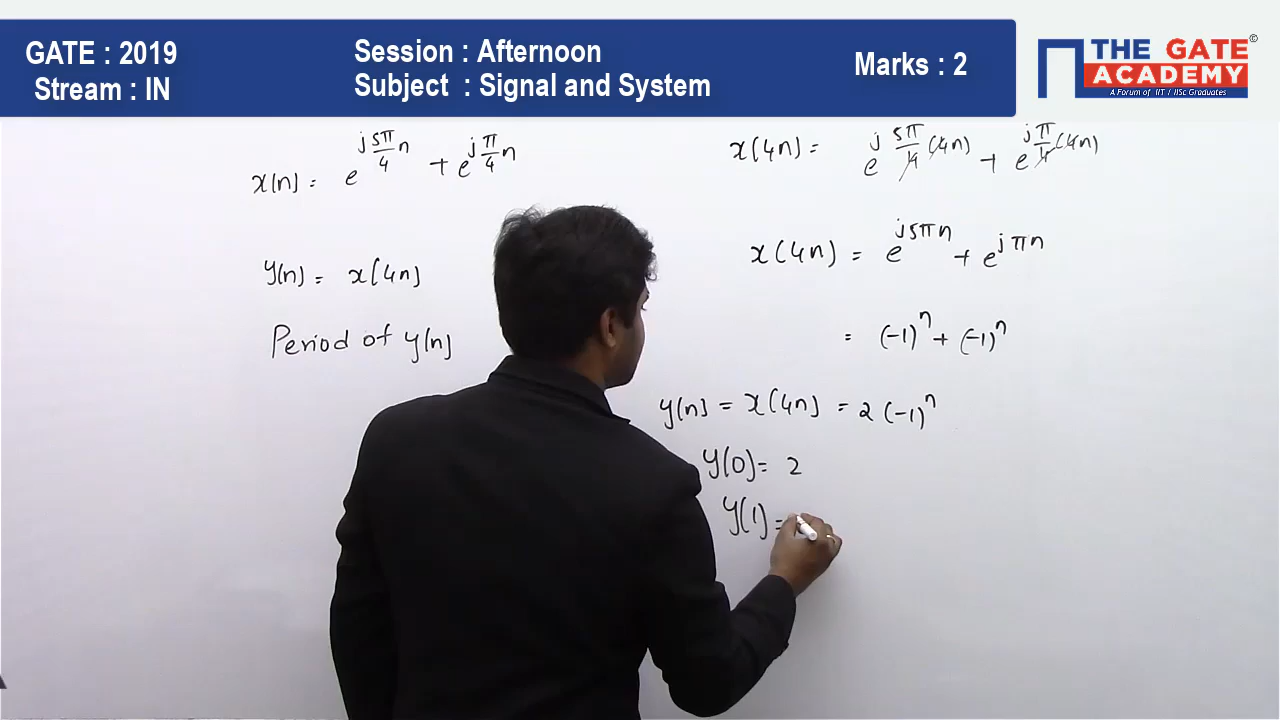 GATE : 2019
Stream : IN
Session : Afternoon
Subject : Signal and System
Marks : 2
THE GATE ACADEMY ©
A Forum of IIT / IISc Graduates
x(n) = e^{j 5π/4 n} + e^{j π/4 n}
y(n) = x(4n)
Period of y(n)
x(4n) = e^{j 5π/4 (4n)} + e^{j π/4 (4n)}
x(4n) = e^{j5πn} + e^{jπn}
= (-1)^n + (-1)^n
y(n) = x(4n) = 2 (-1)^n
y(0) = 2
y(1) =